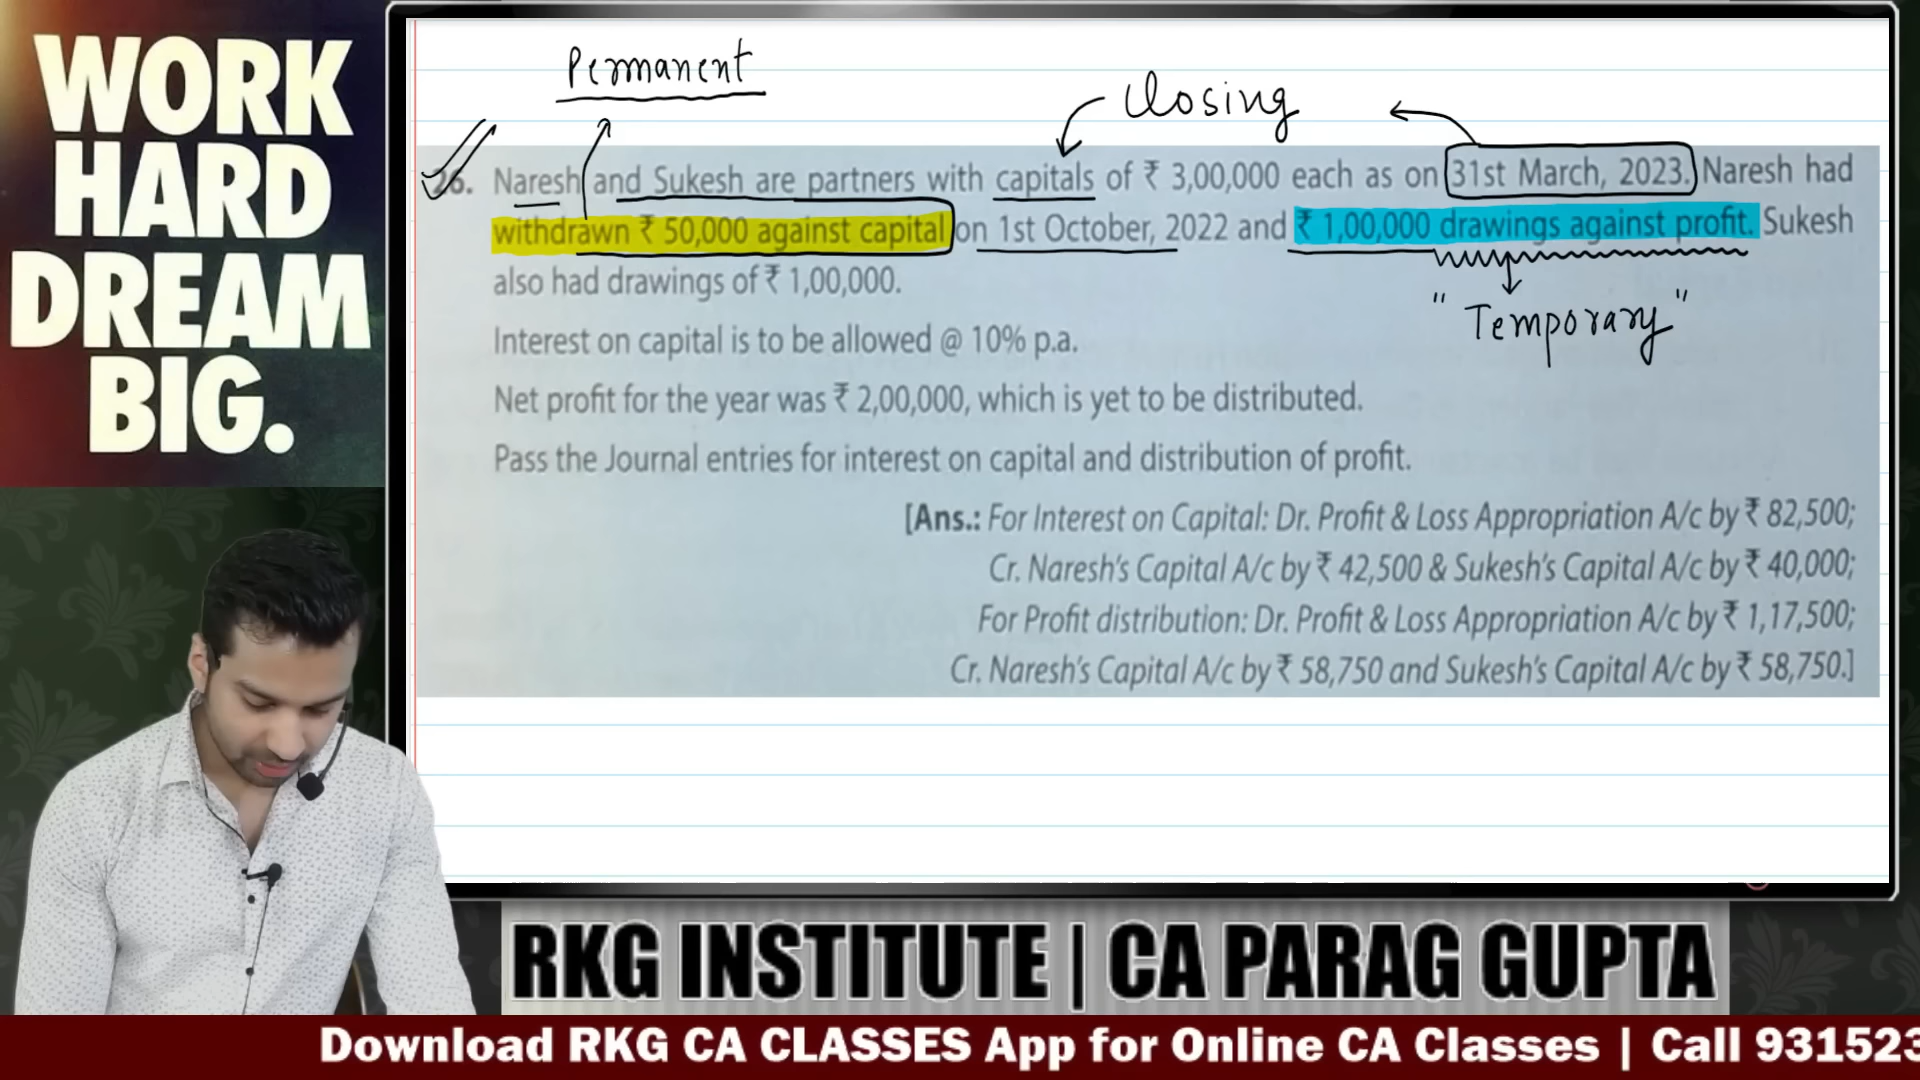 WORK
HARD
DREAM
BIG.
Permanent
Closing
26. Naresh and Sukesh are partners with capitals of ₹ 3,00,000 each as on 31st March, 2023. Naresh had
withdrawn ₹ 50,000 against capital on 1st October, 2022 and ₹ 1,00,000 drawings against profit. Sukesh
also had drawings of ₹ 1,00,000.
"Temporary"
Interest on capital is to be allowed @ 10% p.a.
Net profit for the year was ₹ 2,00,000, which is yet to be distributed.
Pass the Journal entries for interest on capital and distribution of profit.
[Ans.: For Interest on Capital: Dr. Profit & Loss Appropriation A/c by ₹ 82,500;
Cr. Naresh's Capital A/c by ₹ 42,500 & Sukesh's Capital A/c by ₹ 40,000;
For Profit distribution: Dr. Profit & Loss Appropriation A/c by ₹ 1,17,500;
Cr. Naresh's Capital A/c by ₹ 58,750 and Sukesh's Capital A/c by ₹ 58,750.]
RKG INSTITUTE | CA PARAG GUPTA
Download RKG CA CLASSES App for Online CA Classes | Call 931523